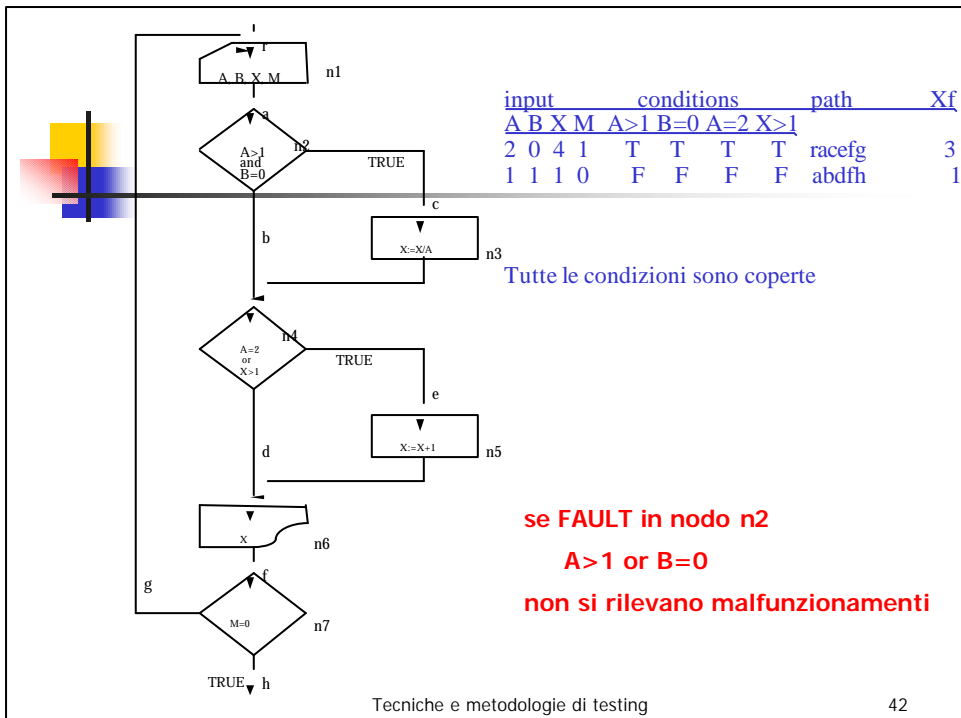 r
A, B, X, M
n1
a
n2
A>1
and
B=0
TRUE
c
b
X:=X/A
n3
n4
A=2
or
X>1
TRUE
e
d
X:=X+1
n5
X
n6
g
f
M=0
n7
TRUE
h
input conditions path Xf
A B X M A>1 B=0 A=2 X>1
2 0 4 1 T T T T racefg 3
1 1 1 0 F F F F abdfh 1
Tutte le condizioni sono coperte
se FAULT in nodo n2
A>1 or B=0
non si rilevano malfunzionamenti
Tecniche e metodologie di testing 42